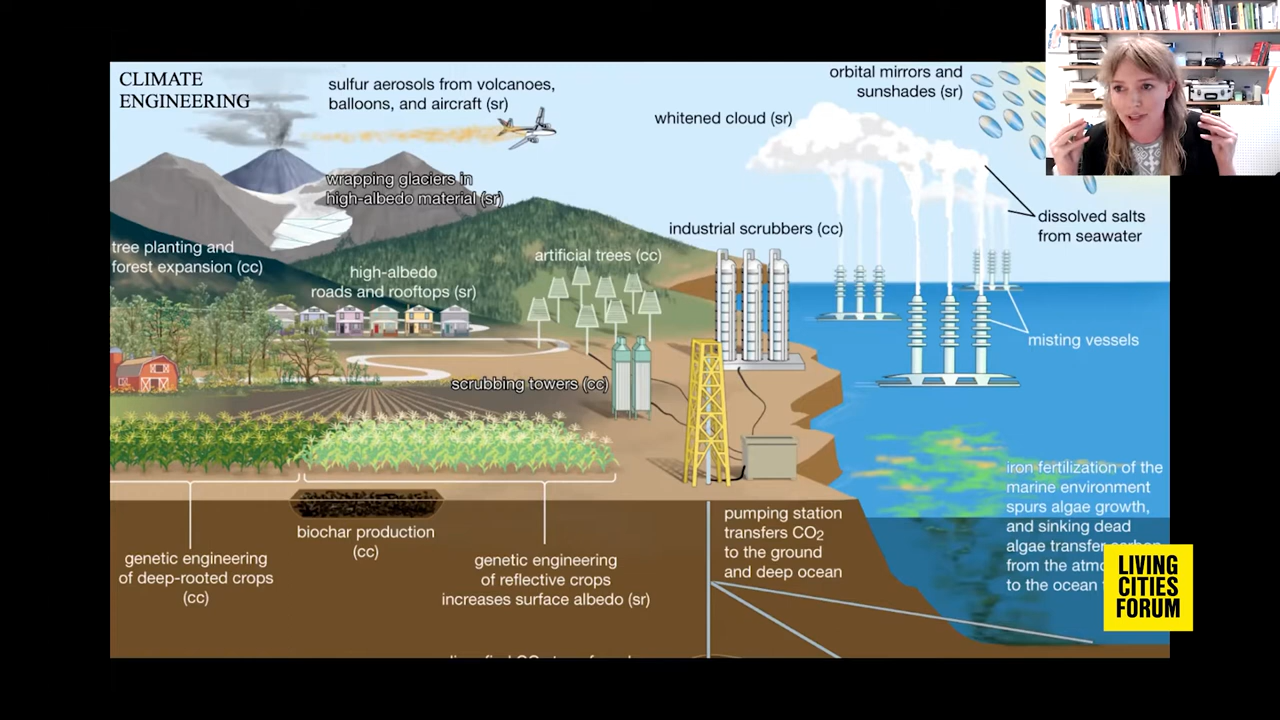 CLIMATE
ENGINEERING
sulfur aerosols from volcanoes,
balloons, and aircraft (sr)
orbital mirrors and
sunshades (sr)
whitened cloud (sr)
wrapping glaciers in
high-albedo material (sr)
dissolved salts
from seawater
industrial scrubbers (cc)
tree planting and
forest expansion (cc)
high-albedo
roads and rooftops (sr)
artificial trees (cc)
misting vessels
scrubbing towers (cc)
iron fertilization of the
marine environment
spurs algae growth,
and sinking dead
algae transfer carbon
from the
to the ocean
pumping station
transfers CO2
to the ground
and deep ocean
biochar production
(cc)
genetic engineering
of deep-rooted crops
(cc)
genetic engineering
of reflective crops
increases surface albedo (sr)
LIVING
CITIES
FORUM